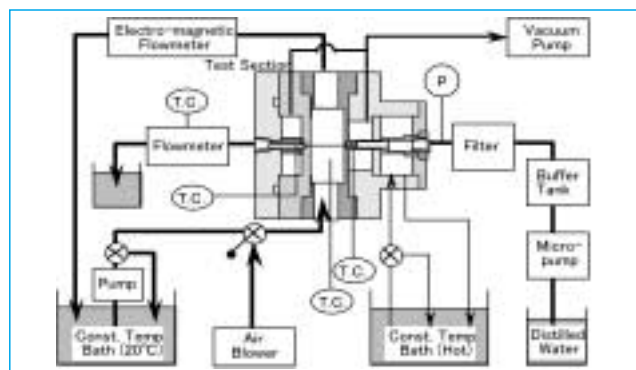 Electro-magnetic
Flowmeter
Vacuum
Pump
Test Section
P
T.C.
Flowmeter
Filter
Buffer
Tank
T.C.
Micro-
pump
T.C.
Pump
T.C.
Const. Temp
Bath (20°C)
Air
Blower
Const. Temp
Bath (Hot)
Distilled
Water